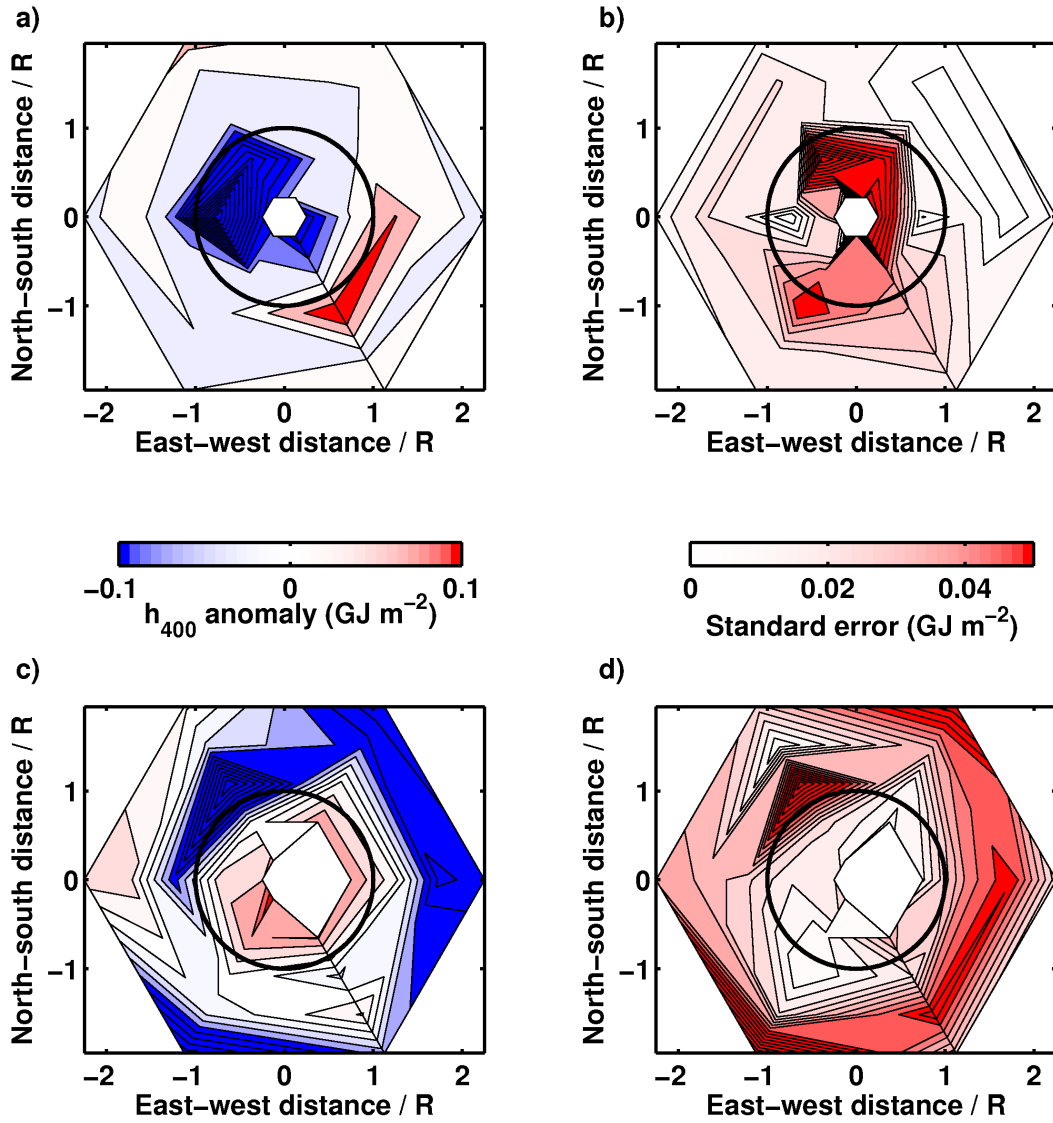 a)
b)
North−south distance / R
1
0
−1
−2
−1
0
1
2
East−west distance / R
North−south distance / R
1
0
−1
−2
−1
0
1
2
East−west distance / R
−0.1
0
0.1
h400 anomaly (GJ m−2)
0
0.02
0.04
Standard error (GJ m−2)
c)
d)
North−south distance / R
1
0
−1
−2
−1
0
1
2
East−west distance / R
North−south distance / R
1
0
−1
−2
−1
0
1
2
East−west distance / R